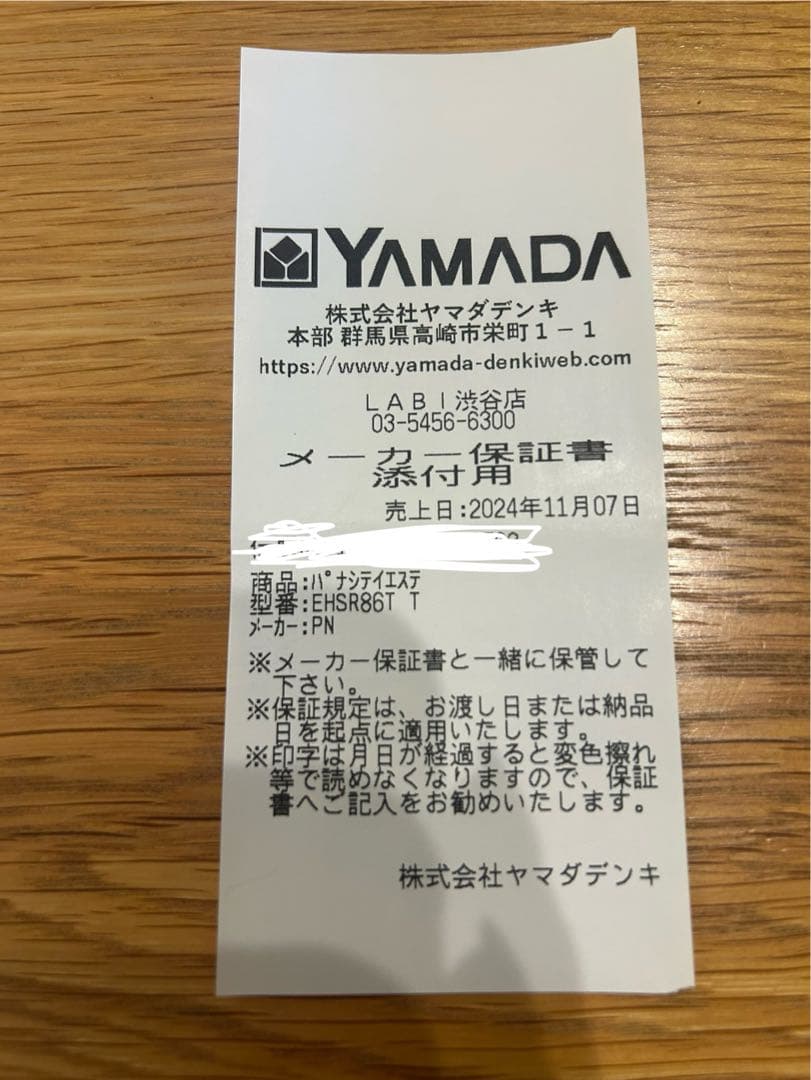 YAMADA
株式会社ヤマダデンキ
本部 群馬県高崎市栄町1-1
https://www.yamada-denkiweb.com
LABI渋谷店
03-5456-6300
メーカー保証書
添付用
売上日:2024年11月07日
商品:パナシテイエステ
型番:EHSR86T T
メーカー:PN
※メーカー保証書と一緒に保管して
下さい。
※保証規定は、お渡し日または納品
日を起点に適用いたします。
※印字は月日が経過すると変色擦れ
等で読めなくなりますので、保証
書へご記入をお勧めいたします。
株式会社ヤマダデンキ